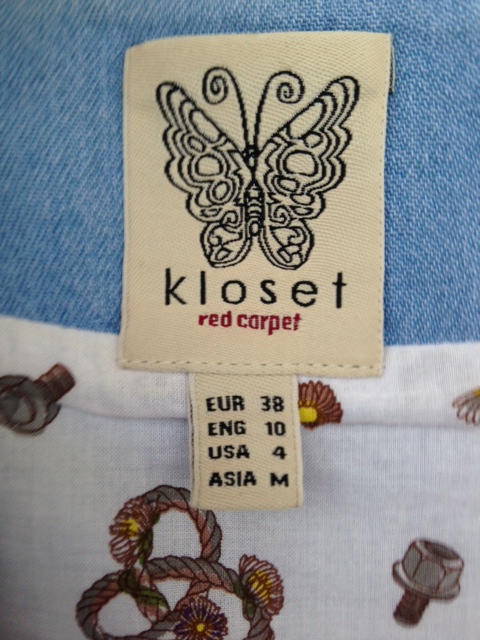 kloset
red carpet
EUR 38
ENG 10
USA 4
ASIA M